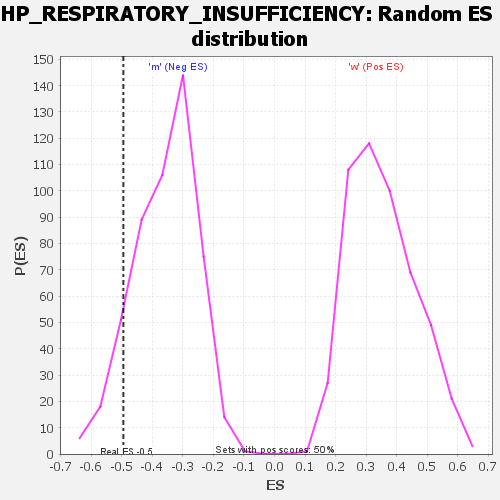 HP_RESPIRATORY_INSUFFICIENCY: Random ES
distribution
'm' (Neg ES)
'w' (Pos ES)
150
140
130
120
110
100
90
80
70
60
50
40
30
20
10
0
P(ES)
Real ES -0.5
Sets with pos scores: 50%
-0.7 -0.6 -0.5 -0.4 -0.3 -0.2 -0.1 0.0 0.1 0.2 0.3 0.4 0.5 0.6 0.7
ES